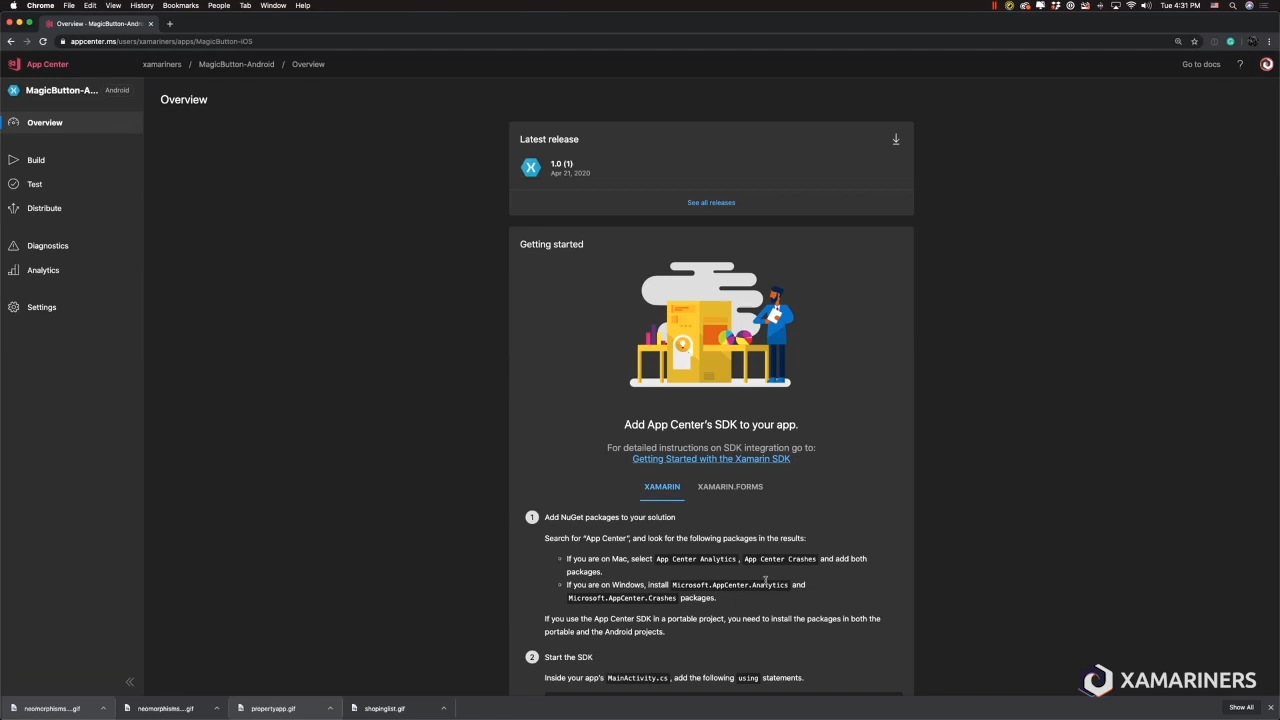 Chrome File Edit View History Bookmarks People Tab Window Help
Tue 4:31 PM
Overview - MagicButton-Andro
appcenter.ms/users/xamariners/apps/MagicButton-iOS
App Center
xamariners / MagicButton-Android / Overview
Go to docs ?
MagicButton-A... Android
Overview
Build
Test
Distribute
Diagnostics
Analytics
Settings
Overview
Latest release
1.0 (1)
Apr 21, 2020
See all releases
Getting started
Add App Center's SDK to your app.
For detailed instructions on SDK integration go to:
Getting Started with the Xamarin SDK
XAMARIN XAMARIN.FORMS
1 Add NuGet packages to your solution
Search for “App Center”, and look for the following packages in the results:
If you are on Mac, select App Center Analytics, App Center Crashes and add both
packages.
If you are on Windows, install Microsoft.AppCenter.Analytics and
Microsoft.AppCenter.Crashes packages.
If you use the App Center SDK in a portable project, you need to install the packages in both the
portable and the Android projects.
2 Start the SDK
Inside your app's MainActivity.cs, add the following using statements.
XAMARINERS
neomorphisms....gif
neomorphisms....gif
propertyapp.gif
shopinglist.gif
Show All